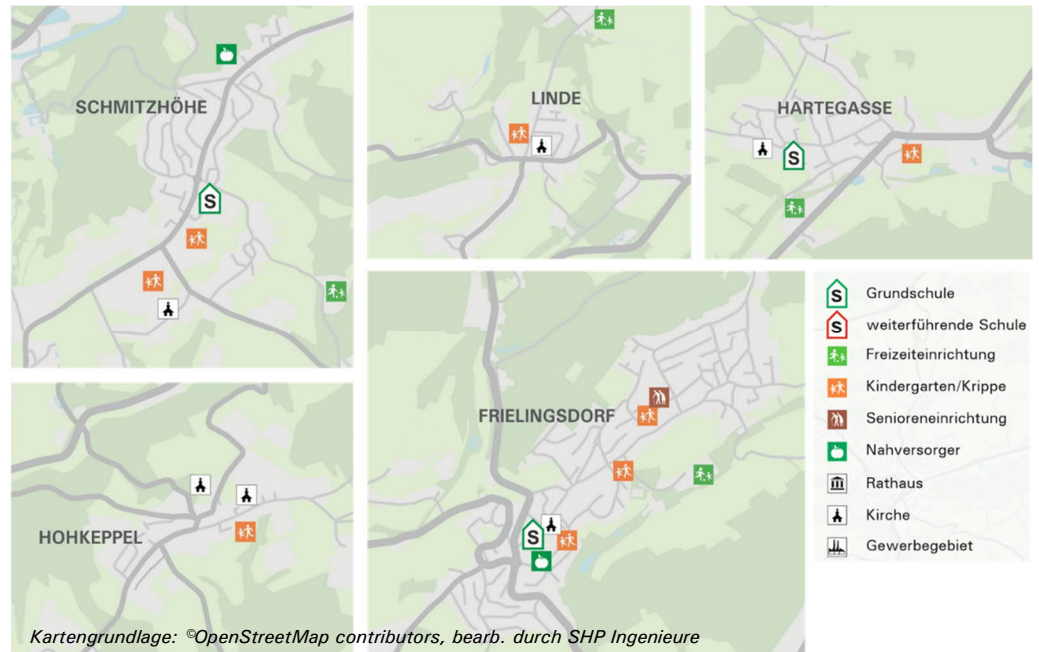 SCHMITZHÖHE
S
LINDE
HARTEGASSE
S
HOHKEPPEL
FRIELINGSDORF
S
S Grundschule
S weiterführende Schule
Freizeiteinrichtung
Kindergarten/Krippe
Senioreneinrichtung
Nahversorger
Rathaus
Kirche
Gewerbegebiet
Kartengrundlage: ©OpenStreetMap contributors, bearb. durch SHP Ingenieure